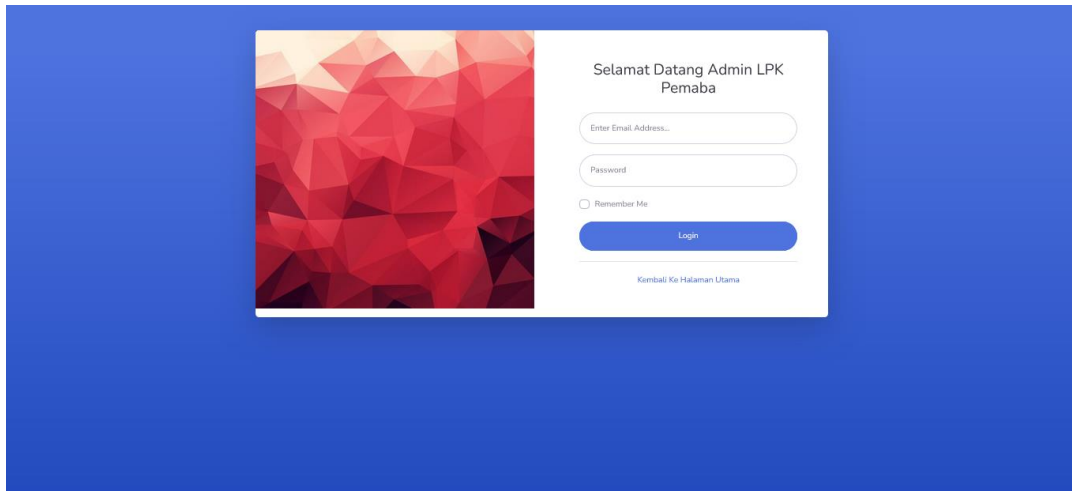 Selamat Datang Admin LPK
Pemaba
Enter Email Address...
Password
Remember Me
Login
Kembali Ke Halaman Utama